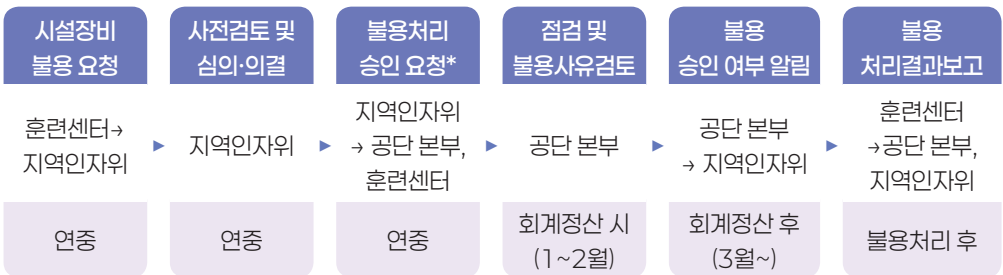 시설장비
불용 요청
사전검토 및
심의·의결
불용처리
승인 요청*
점검 및
불용사유검토
불용
승인 여부 알림
불용
처리결과보고
훈련센터→
지역인자위
▶
지역인자위
▶
지역인자위
→ 공단 본부,
훈련센터
▶
공단 본부
▶
공단 본부
→ 지역인자위
▶
훈련센터
→공단 본부,
지역인자위
연중
연중
연중
회계정산 시
(1~2월)
회계정산 후
(3월~)
불용처리 후